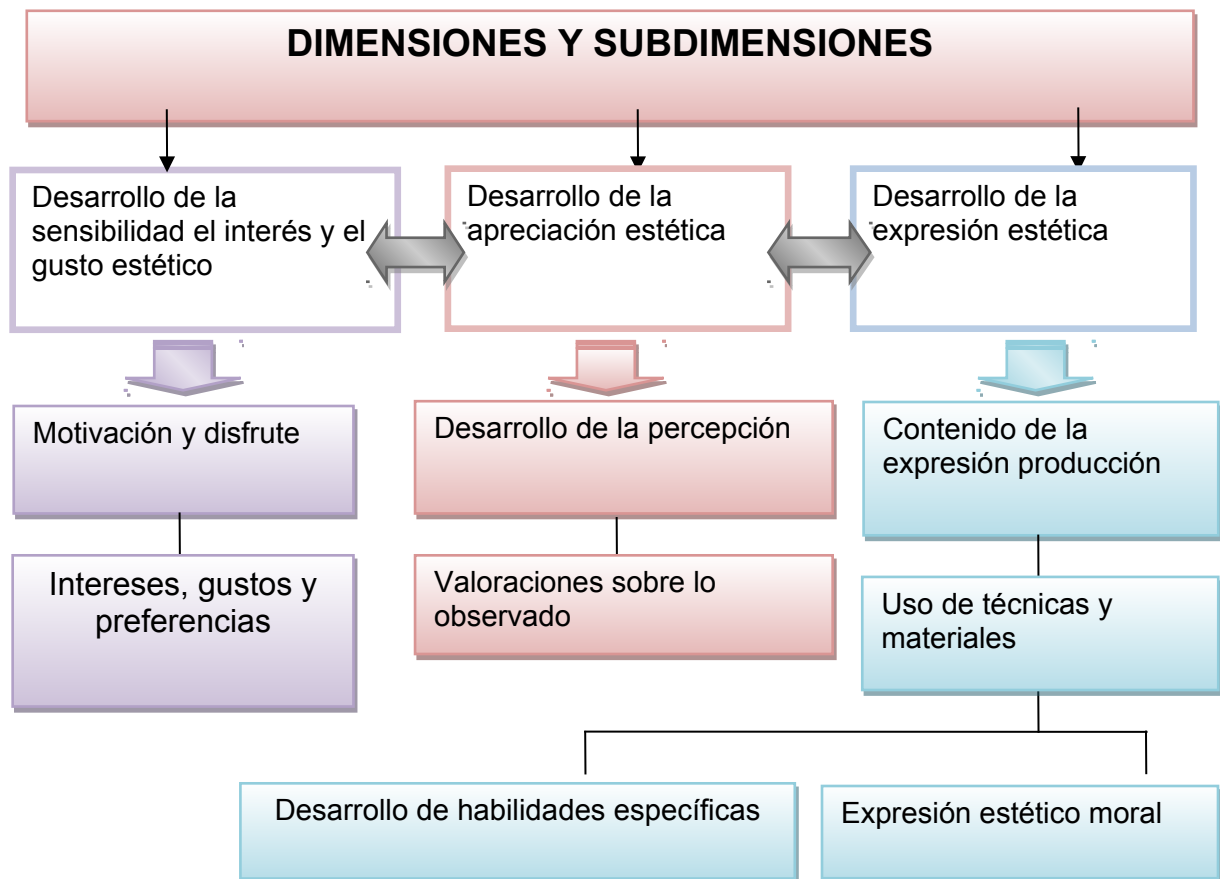 DIMENSIONES Y SUBDIMENSIONES
Desarrollo de la
sensibilidad el interés y el
gusto estético
Desarrollo de la
apreciación estética
Desarrollo de la
expresión estética
Motivación y disfrute
Desarrollo de la percepción
Contenido de la
expresión producción
Intereses, gustos y
preferencias
Valoraciones sobre lo
observado
Uso de técnicas y
materiales
Desarrollo de habilidades específicas
Expresión estético moral